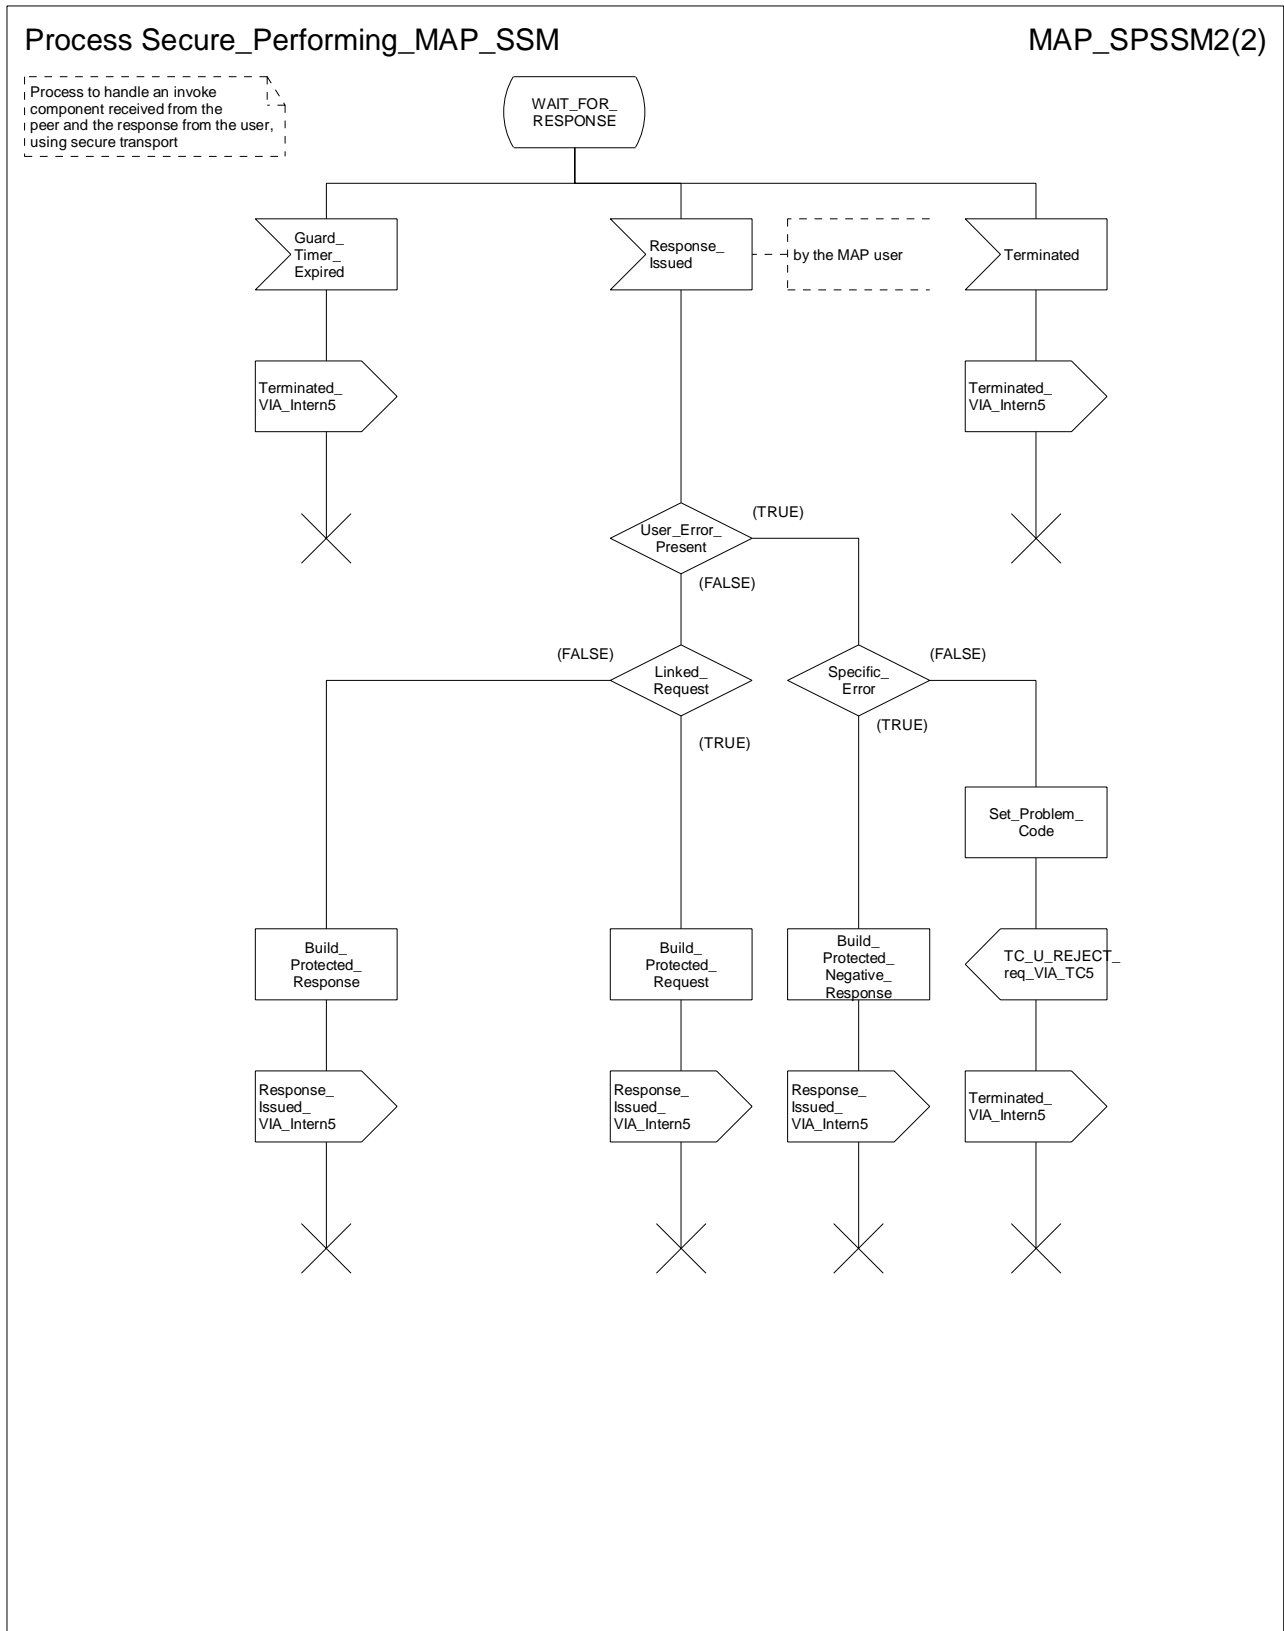 Process Secure_Performing_MAP_SSM
MAP_SPSSM2(2)
Process to handle an invoke
component received from the
peer and the response from the user,
using secure transport
WAIT_FOR_
RESPONSE
Guard_
Timer_
Expired
Response_
Issued
by the MAP user
Terminated
Terminated_
VIA_Intern5
Terminated_
VIA_Intern5
User_Error_
Present
(TRUE)
(FALSE)
(FALSE)
Linked_
Request
(TRUE)
Specific_
Error
(FALSE)
(TRUE)
Set_Problem_
Code
Build_
Protected_
Response
Build_
Protected_
Request
Build_
Protected_
Negative_
Response
TC_U_REJECT_
req_VIA_TC5
Response_
Issued_
VIA_Intern5
Response_
Issued_
VIA_Intern5
Response_
Issued_
VIA_Intern5
Terminated_
VIA_Intern5